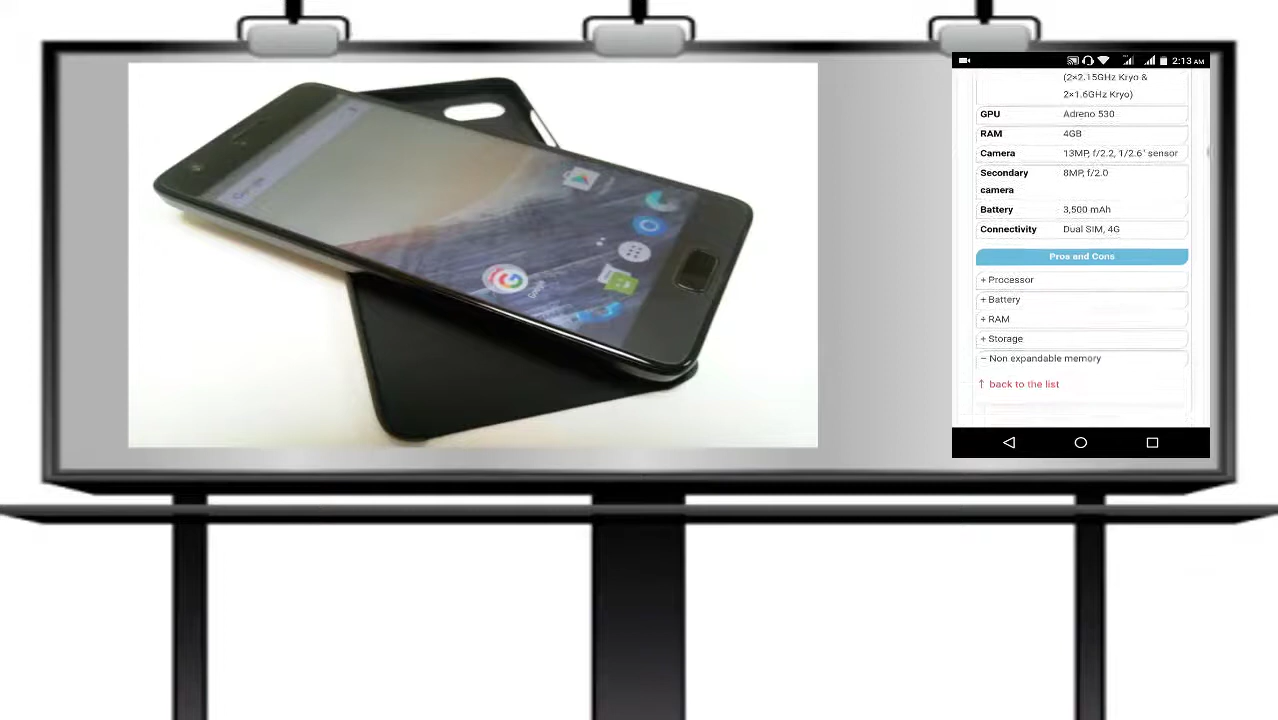 Google
Google
2:13 AM
(2×2.15GHz Kryo &
2×1.6GHz Kryo)
GPU Adreno 530
RAM 4GB
Camera 13MP, f/2.2, 1/2.6" sensor
Secondary camera 8MP, f/2.0
Battery 3,500 mAh
Connectivity Dual SIM, 4G
Pros and Cons
+ Processor
+ Battery
+ RAM
+ Storage
− Non expandable memory
↑ back to the list